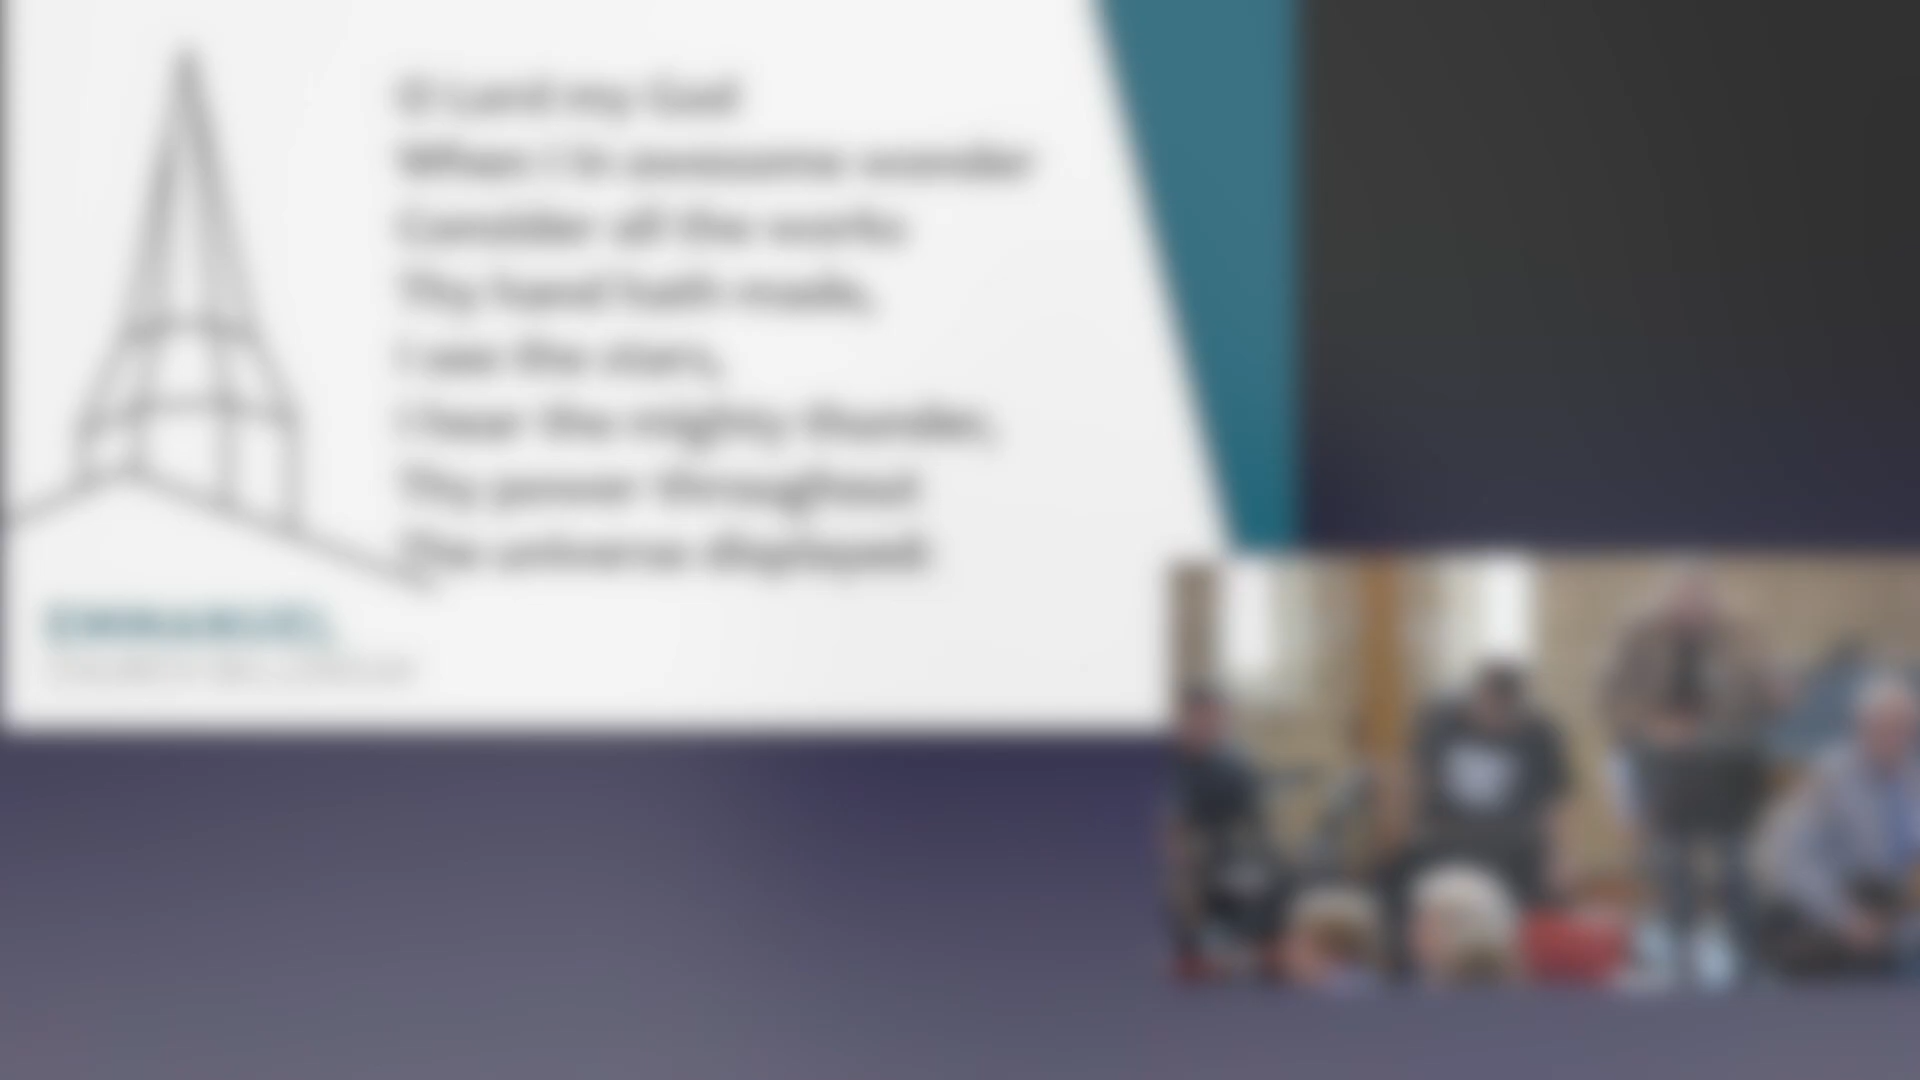 O Lord my God
When I in awesome wonder
Consider all the works
Thy hand hath made,
I see the stars,
I hear the mighty thunder,
Thy power throughout
The universe displayed.
EMMANUEL